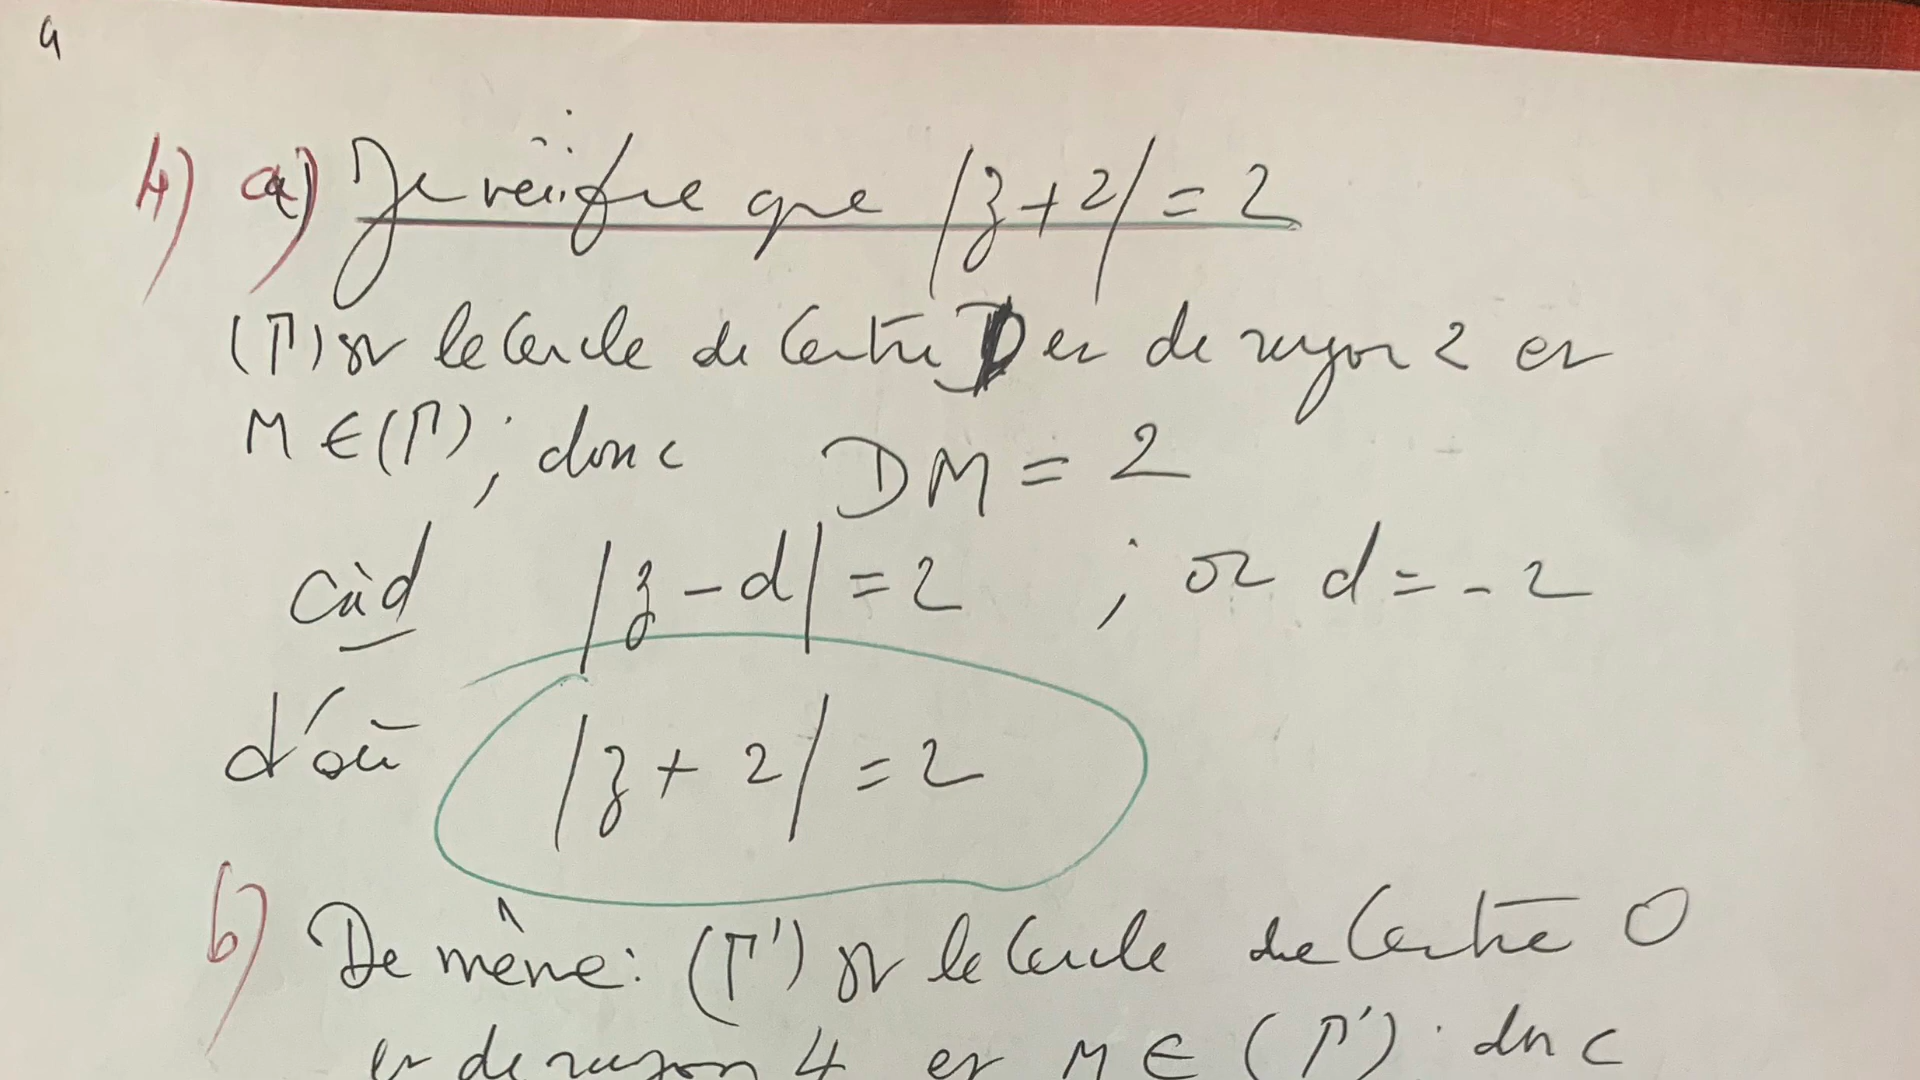 4
4) a) Je vérifie que |z+2| = 2
(Γ) est le Cercle de Centre D et de rayon 2 et
M ∈ (Γ) ; donc DM = 2
càd |z - d| = 2 ; or d = - 2
d'où |z + 2| = 2
b) De même : (Γ') est le Cercle de Centre O
et de rayon 4 et M ∈ (Γ') . donc